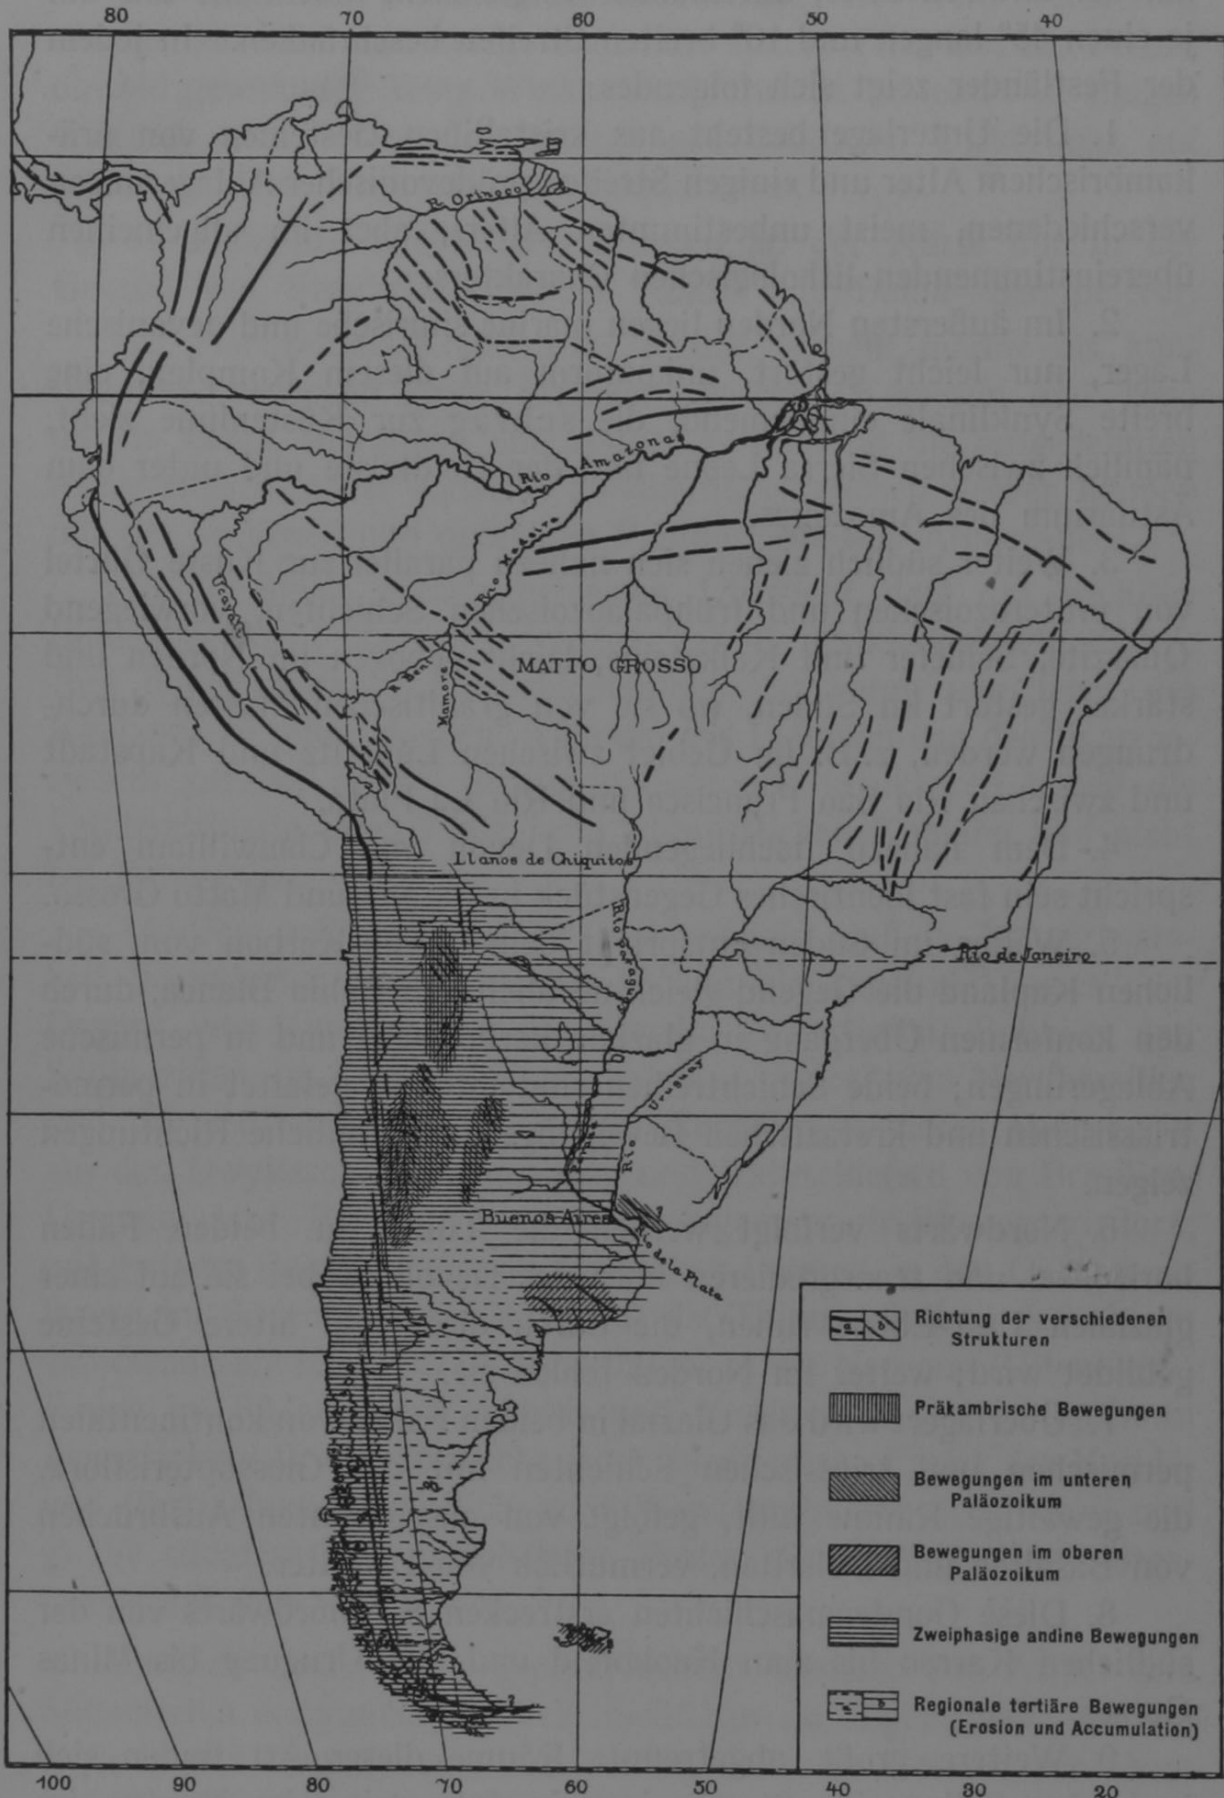 80 70 60 50 40
R. Orinoco
Rio Amazonas
Rio Madeira
Ucayali
R. Beni
Mamoré
MATTO GROSSO
Llanos de Chiquitos
Rio Paraguay
Rio de Janeiro
Uruguay
Rio
Paraná
Buenos Aires
?
Rio de la Plata
a b
Richtung der verschiedenen
Strukturen
Präkambrische Bewegungen
Bewegungen im unteren
Paläozoikum
Bewegungen im oberen
Paläozoikum
Zweiphasige andine Bewegungen
Regionale tertiäre Bewegungen
(Erosion und Accumulation)
?
100 90 80 70 60 50 40 30 20